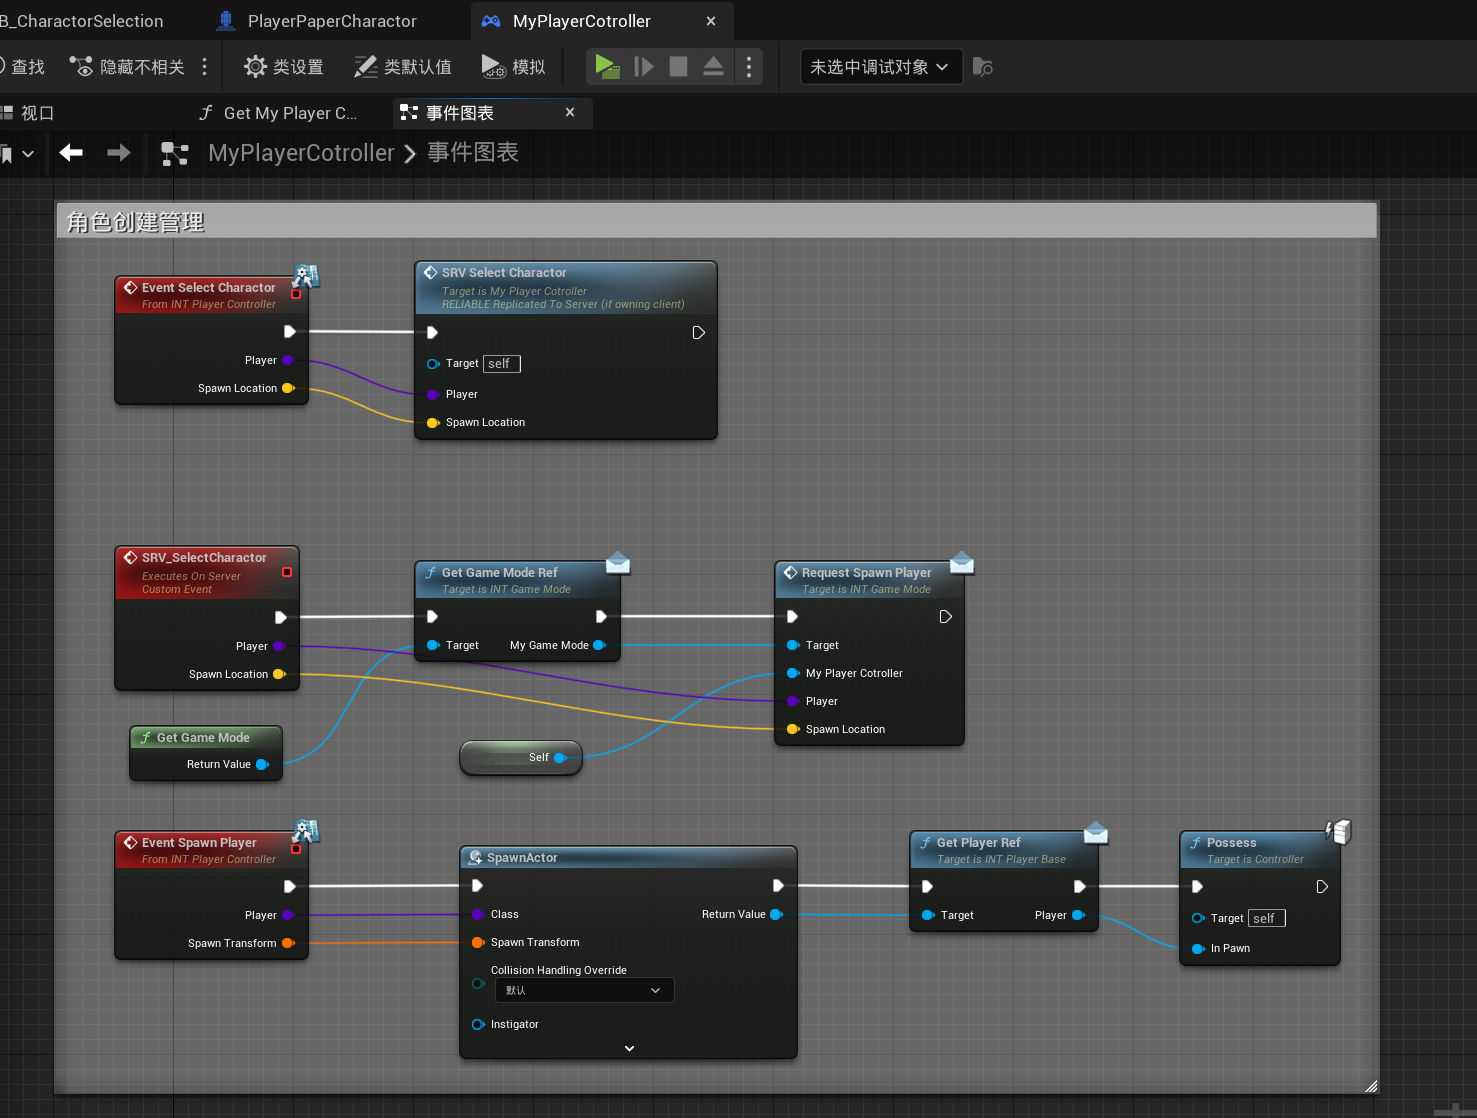 B_CharactorSelection
PlayerPaperCharactor
MyPlayerCotroller
查找
隐藏不相关
类设置
类默认值
模拟
未选中调试对象
视口
Get My Player C...
事件图表
MyPlayerCotroller
事件图表
角色创建管理
Event Select Charactor
From INT Player Controller
Player
Spawn Location
SRV Select Charactor
Target is My Player Cotroller
RELIABLE Replicated To Server (if owning client)
Target self
Player
Spawn Location
SRV_SelectCharactor
Executes On Server
Custom Event
Player
Spawn Location
Get Game Mode Ref
Target is INT Game Mode
Target My Game Mode
Request Spawn Player
Target is INT Game Mode
Target
My Player Cotroller
Player
Spawn Location
Get Game Mode
Return Value
Self
Event Spawn Player
From INT Player Controller
Player
Spawn Transform
SpawnActor
Class Return Value
Spawn Transform
Collision Handling Override
默认
Instigator
Get Player Ref
Target is INT Player Base
Target Player
Possess
Target is Controller
Target self
In Pawn